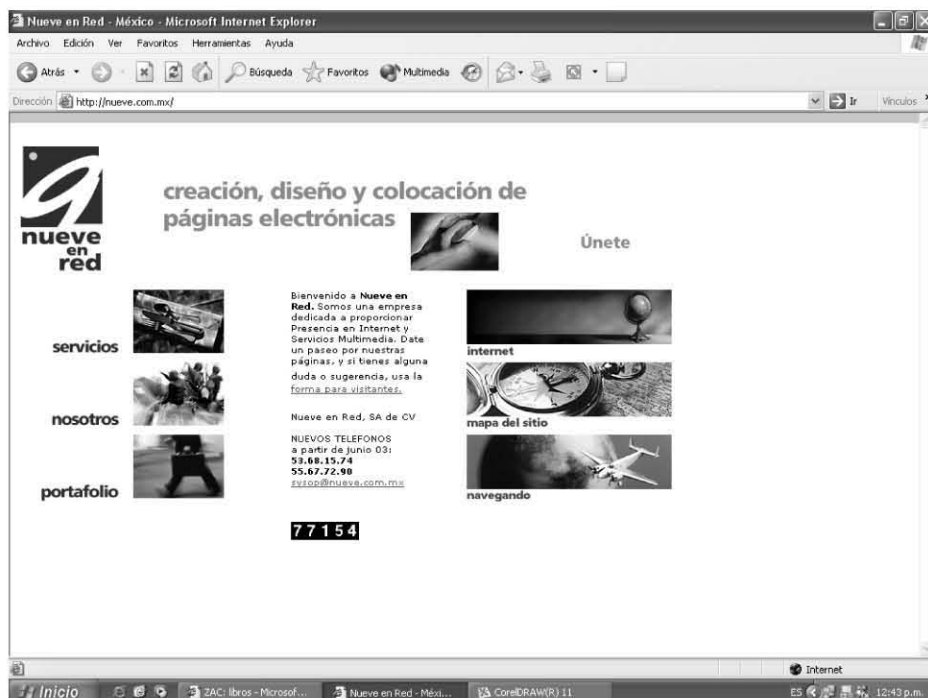 Nueve en Red - México - Microsoft Internet Explorer
Archivo Edición Ver Favoritos Herramientas Ayuda
Atrás Búsqueda Favoritos Multimedia
Dirección http://nueve.com.mx/ Ir Vínculos
nueve
en
red
creación, diseño y colocación de
páginas electrónicas
Únete
servicios
nosotros
portafolio
Bienvenido a Nueve en
Red. Somos una empresa
dedicada a proporcionar
Presencia en Internet y
Servicios Multimedia. Date
un paseo por nuestras
páginas, y si tienes alguna
duda o sugerencia, usa la
forma para visitantes.
Nueve en Red, SA de CV
NUEVOS TELEFONOS
a partir de junio 03:
53.68.15.74
55.67.72.98
sysop@nueve.com.mx
77154
internet
mapa del sitio
navegando
Internet
Inicio ZAC: libros - Microsof... Nueve en Red - Méxi... CorelDRAW(R) 11 ES 12:43 p.m.